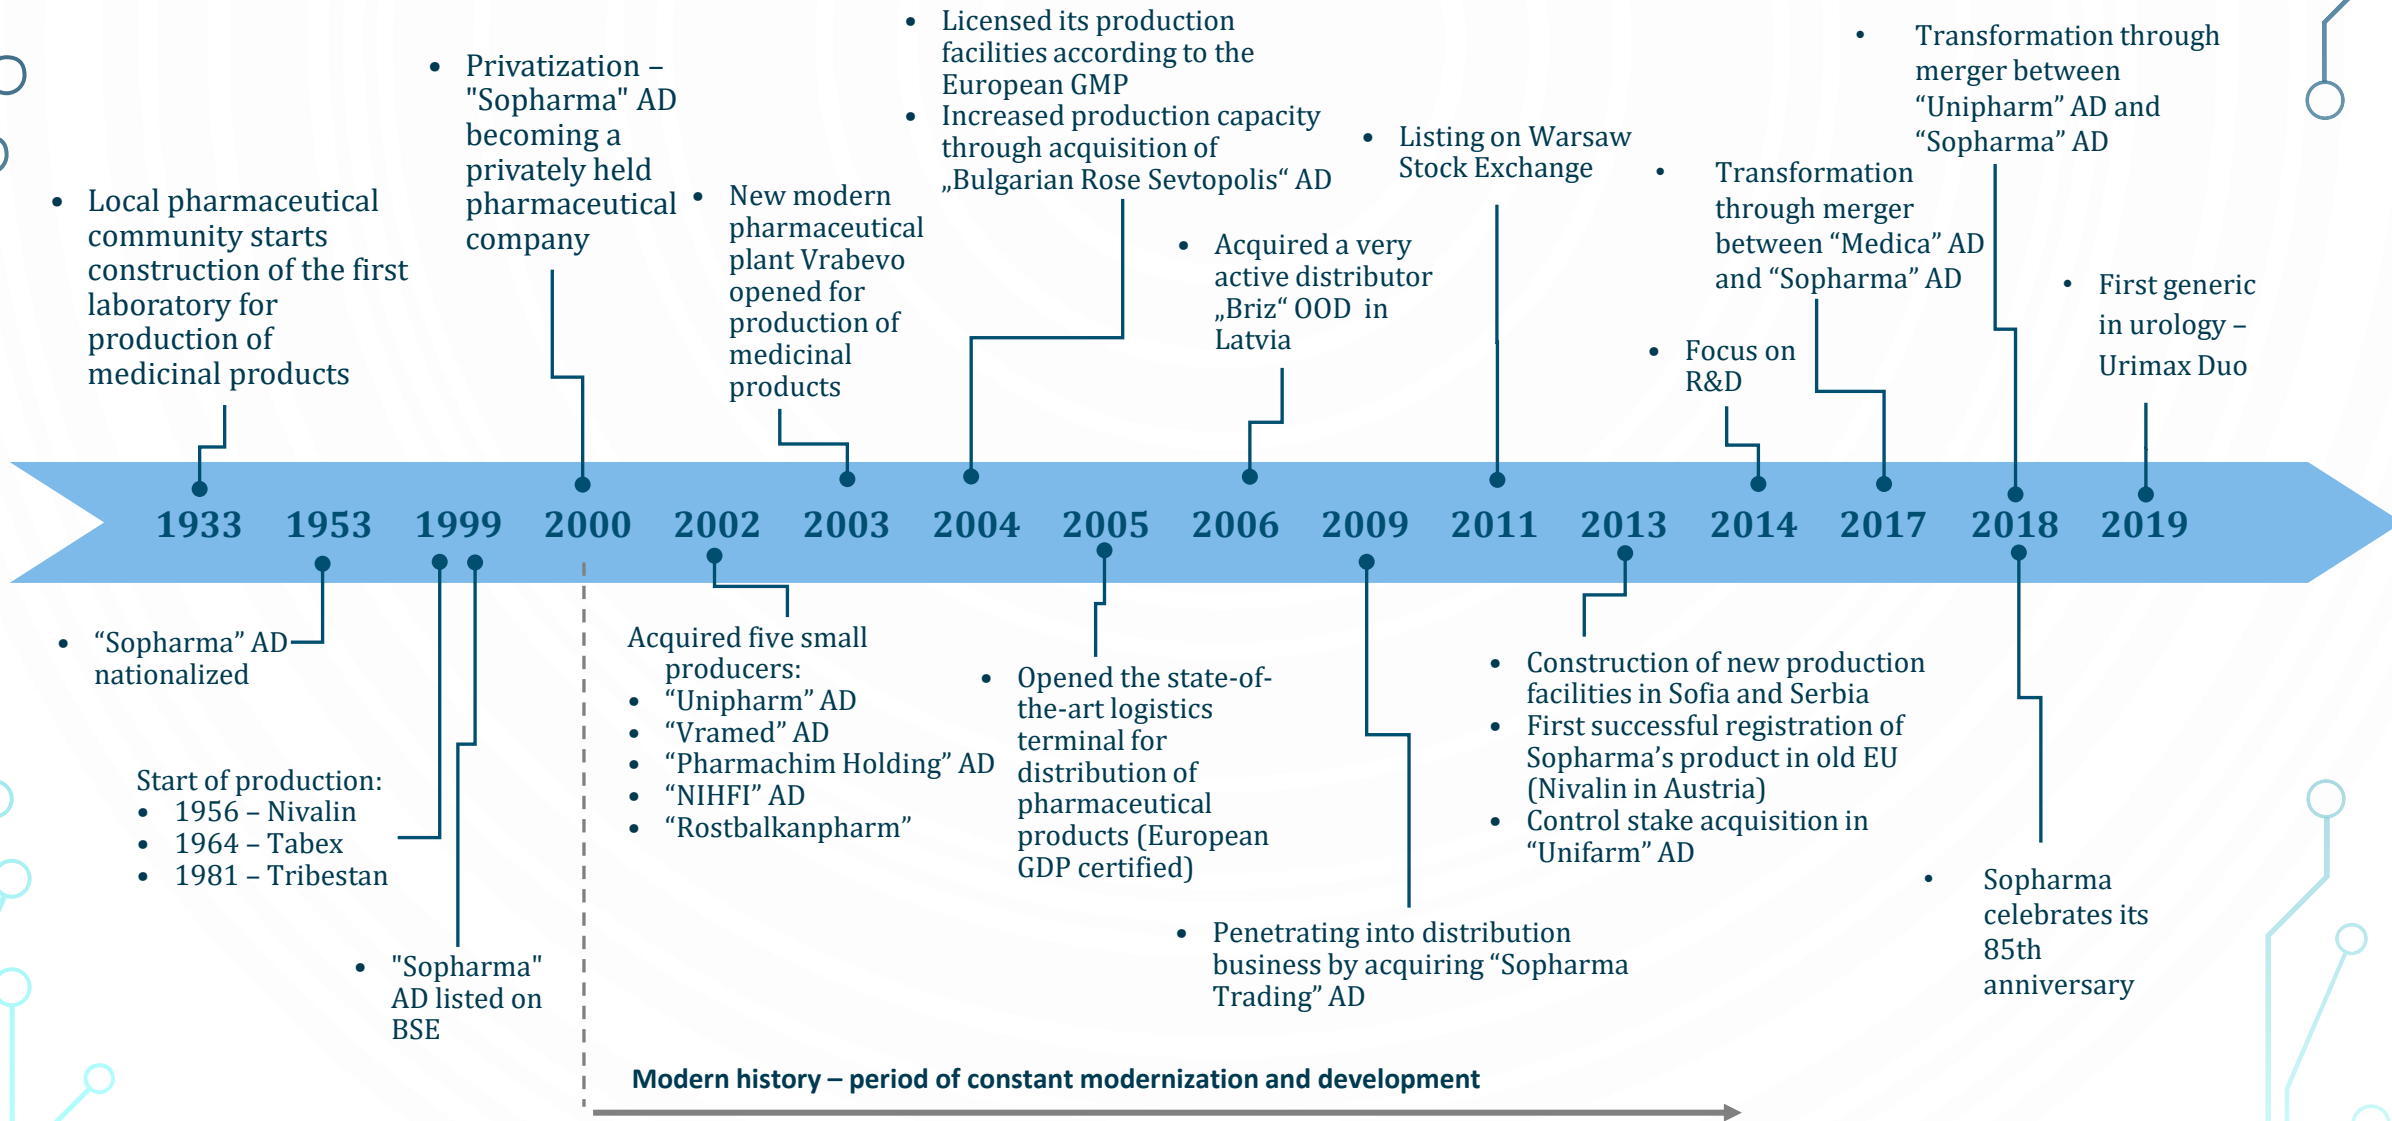 • Local pharmaceutical
community starts
construction of the first
laboratory for
production of
medicinal products
• Privatization –
"Sopharma" AD
becoming a
privately held
pharmaceutical
company
• New modern
pharmaceutical
plant Vrabevo
opened for
production of
medicinal
products
• Licensed its production
facilities according to the
European GMP
• Increased production capacity
through acquisition of
„Bulgarian Rose Sevtopolis“ AD
• Acquired a very
active distributor
„Briz“ OOD in
Latvia
• Listing on Warsaw
Stock Exchange
• Focus on
R&D
• Transformation
through merger
between “Medica” AD
and “Sopharma” AD
• Transformation through
merger between
“Unipharm” AD and
“Sopharma” AD
• First generic
in urology –
Urimax Duo
1933 1953 1999 2000 2002 2003 2004 2005 2006 2009 2011 2013 2014 2017 2018 2019
• “Sopharma” AD
nationalized
Start of production:
• 1956 – Nivalin
• 1964 – Tabex
• 1981 – Tribestan
• "Sopharma"
AD listed on
BSE
Acquired five small
producers:
• “Unipharm” AD
• “Vramed” AD
• “Pharmachim Holding” AD
• “NIHFI” AD
• “Rostbalkanpharm”
• Opened the state-of-
the-art logistics
terminal for
distribution of
pharmaceutical
products (European
GDP certified)
• Penetrating into distribution
business by acquiring “Sopharma
Trading” AD
• Construction of new production
facilities in Sofia and Serbia
• First successful registration of
Sopharma’s product in old EU
(Nivalin in Austria)
• Control stake acquisition in
“Unifarm” AD
• Sopharma
celebrates its
85th
anniversary
Modern history – period of constant modernization and development